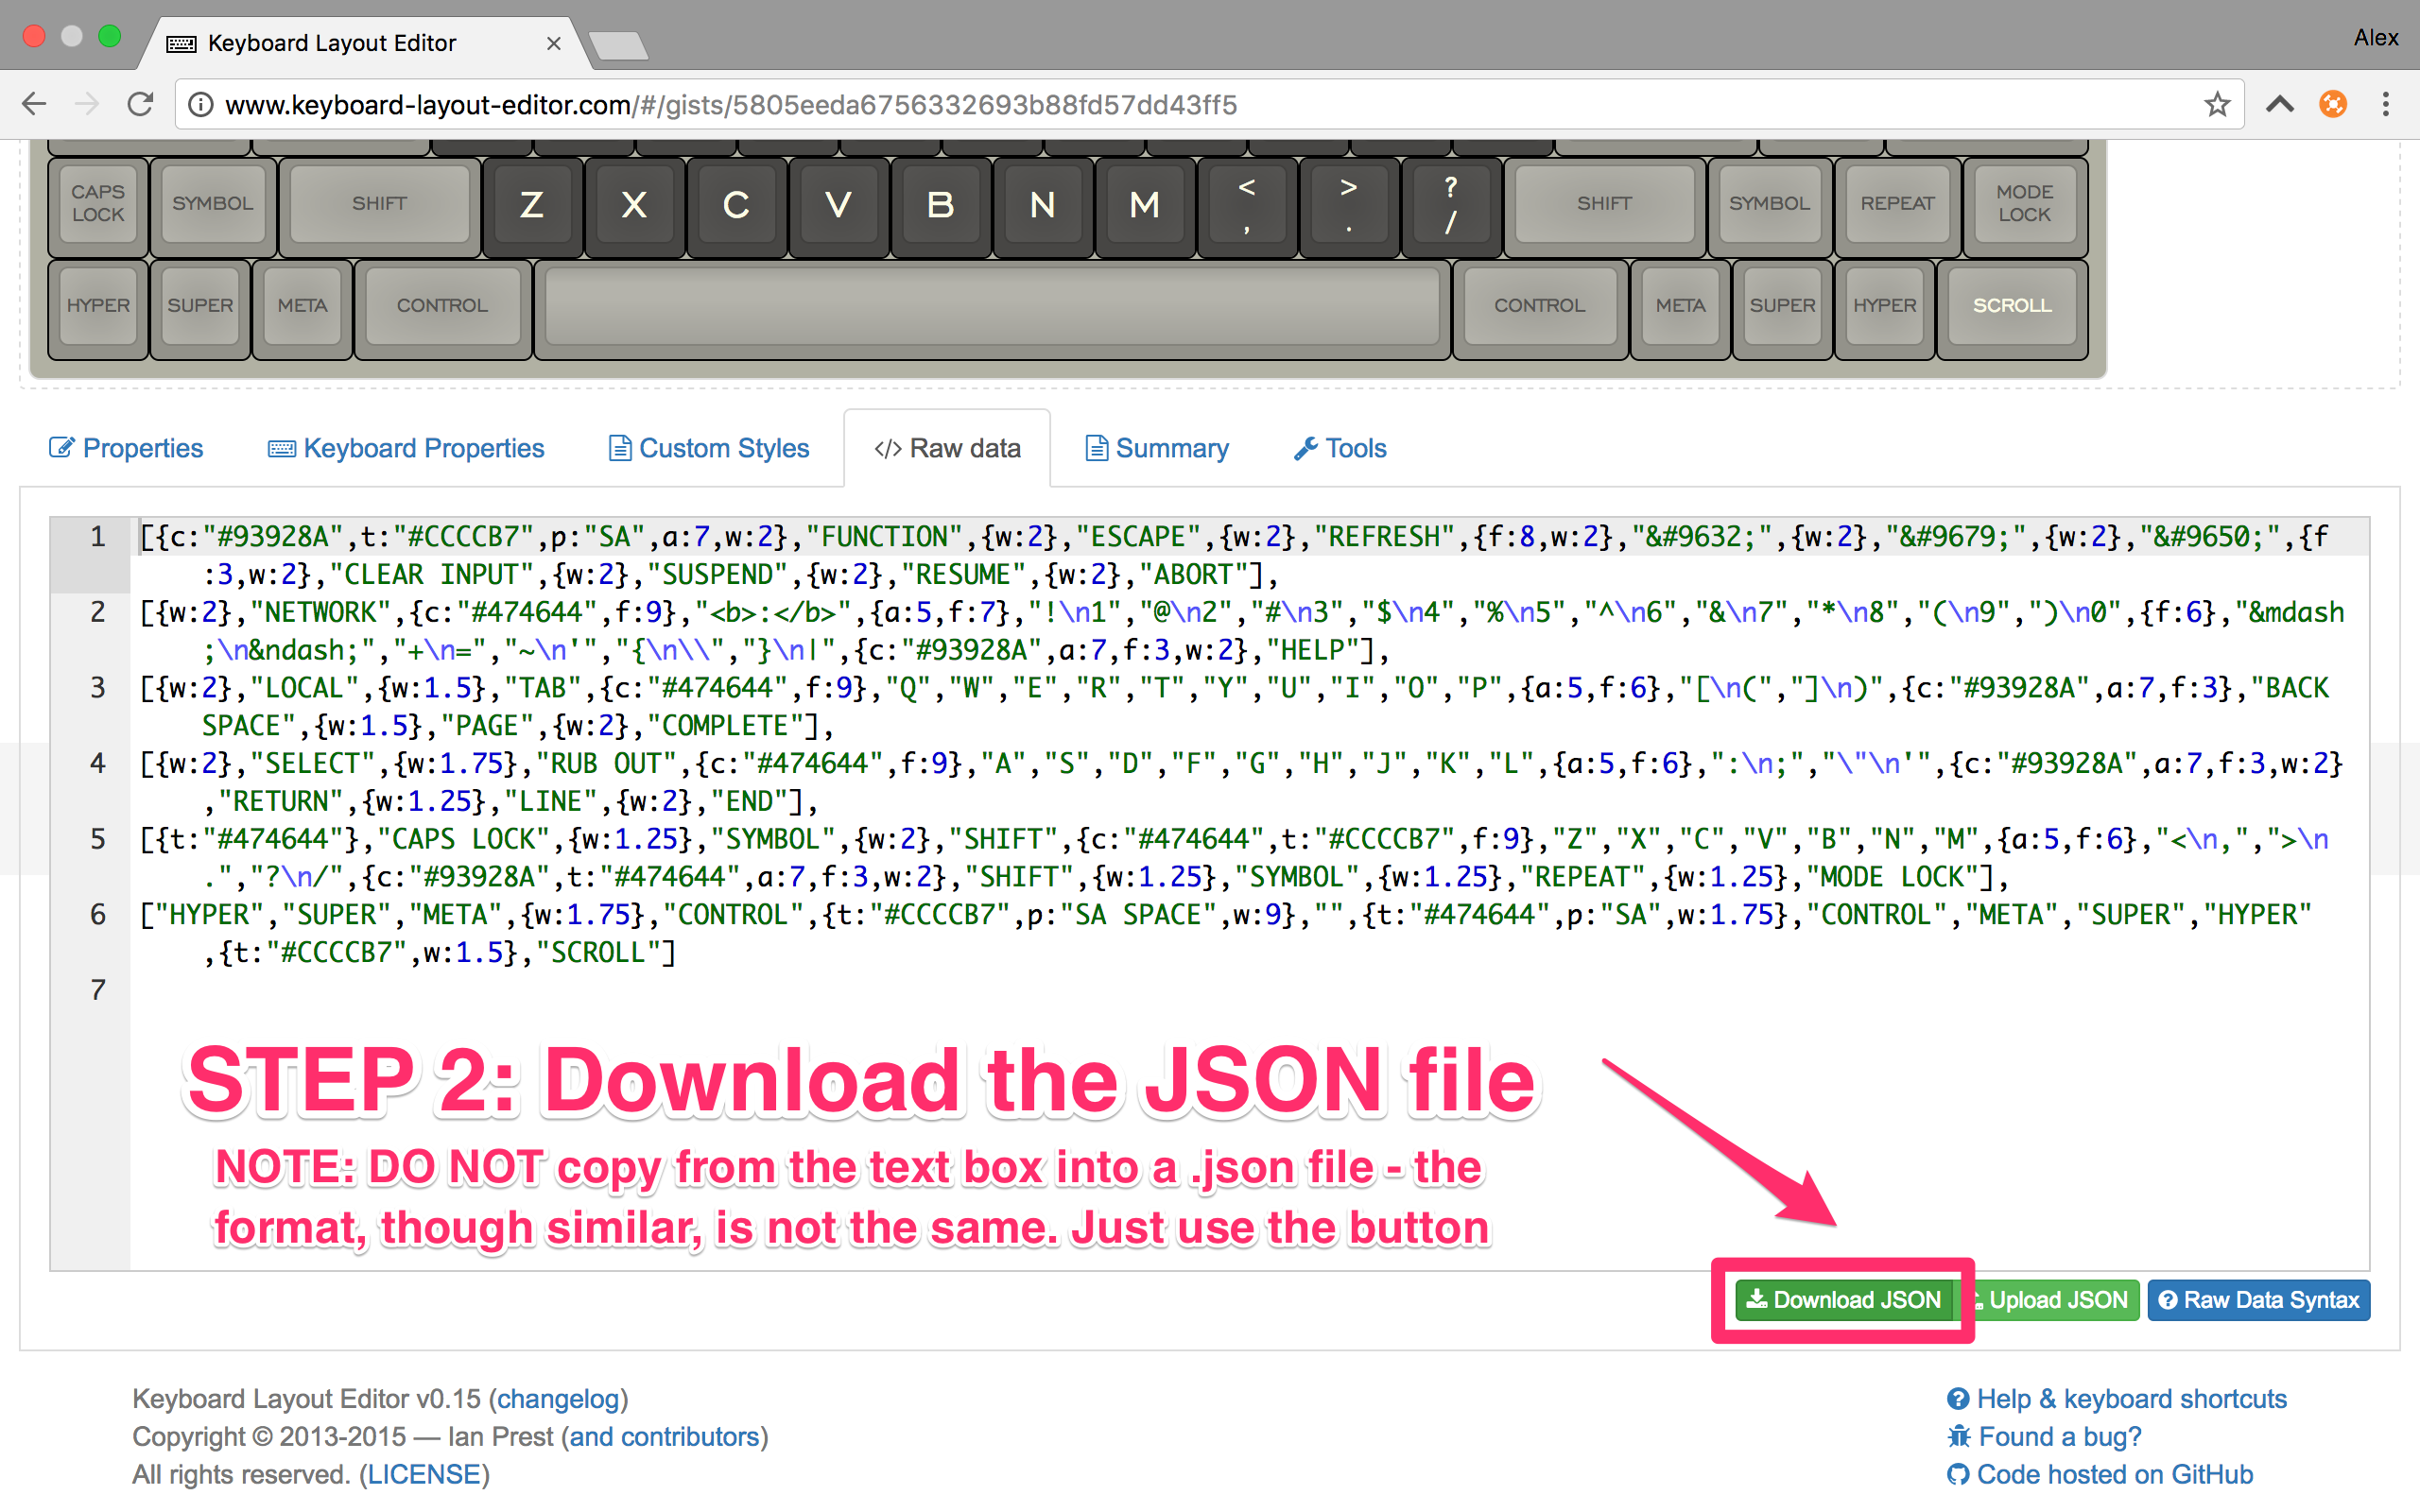 Keyboard Layout Editor
Alex
www.keyboard-layout-editor.com/#/gists/5805eeda6756332693b88fd57dd43ff5
CAPS LOCK SYMBOL SHIFT Z X C V B N M < , > . ? / SHIFT SYMBOL REPEAT MODE LOCK
HYPER SUPER META CONTROL CONTROL META SUPER HYPER SCROLL
Properties Keyboard Properties Custom Styles </> Raw data Summary Tools
1 [{c:"#93928A",t:"#CCCCB7",p:"SA",a:7,w:2},"FUNCTION",{w:2},"ESCAPE",{w:2},"REFRESH",{f:8,w:2},"&#9632;",{w:2},"&#9679;",{w:2},"&#9650;",{f
:3,w:2},"CLEAR INPUT",{w:2},"SUSPEND",{w:2},"RESUME",{w:2},"ABORT"],
2 [{w:2},"NETWORK",{c:"#474644",f:9},"<b>:</b>",{a:5,f:7},"!\n1","@\n2","#\n3","$\n4","%\n5","^\n6","&\n7","*\n8","(\n9",")\n0",{f:6},"&mdash
;\n&ndash;","+\n=","~\n'","{\n\\","}\n|",{c:"#93928A",a:7,f:3,w:2},"HELP"],
3 [{w:2},"LOCAL",{w:1.5},"TAB",{c:"#474644",f:9},"Q","W","E","R","T","Y","U","I","O","P",{a:5,f:6},"[\n(","]\n)",{c:"#93928A",a:7,f:3},"BACK
SPACE",{w:1.5},"PAGE",{w:2},"COMPLETE"],
4 [{w:2},"SELECT",{w:1.75},"RUB OUT",{c:"#474644",f:9},"A","S","D","F","G","H","J","K","L",{a:5,f:6},":\n;","\"\n'",{c:"#93928A",a:7,f:3,w:2}
,"RETURN",{w:1.25},"LINE",{w:2},"END"],
5 [{t:"#474644"},"CAPS LOCK",{w:1.25},"SYMBOL",{w:2},"SHIFT",{c:"#474644",t:"#CCCCB7",f:9},"Z","X","C","V","B","N","M",{a:5,f:6},"<\n,",">\n
.","?\n/",{c:"#93928A",t:"#474644",a:7,f:3,w:2},"SHIFT",{w:1.25},"SYMBOL",{w:1.25},"REPEAT",{w:1.25},"MODE LOCK"],
6 ["HYPER","SUPER","META",{w:1.75},"CONTROL",{t:"#CCCCB7",p:"SA SPACE",w:9},"",{t:"#474644",p:"SA",w:1.75},"CONTROL","META","SUPER","HYPER"
,{t:"#CCCCB7",w:1.5},"SCROLL"]
7
STEP 2: Download the JSON file
NOTE: DO NOT copy from the text box into a .json file - the
format, though similar, is not the same. Just use the button
Download JSON Upload JSON Raw Data Syntax
Keyboard Layout Editor v0.15 (changelog)
Copyright © 2013-2015 — Ian Prest (and contributors)
All rights reserved. (LICENSE)
Help & keyboard shortcuts
Found a bug?
Code hosted on GitHub